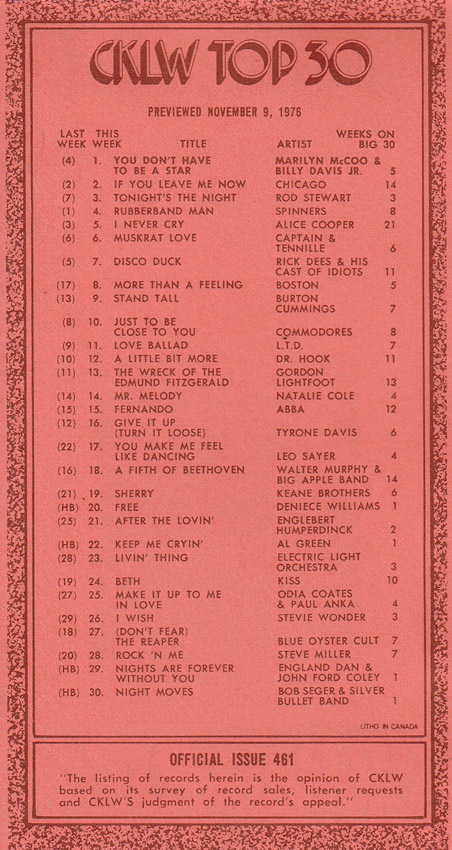 CKLW TOP 30
PREVIEWED NOVEMBER 9, 1976
LAST THIS WEEKS ON
WEEK WEEK TITLE ARTIST BIG 30
(4) 1. YOU DON'T HAVE MARILYN McCOO &
TO BE A STAR BILLY DAVIS JR. 5
(2) 2. IF YOU LEAVE ME NOW CHICAGO 14
(7) 3. TONIGHT'S THE NIGHT ROD STEWART 3
(1) 4. RUBBERBAND MAN SPINNERS 8
(3) 5. I NEVER CRY ALICE COOPER 21
(6) 6. MUSKRAT LOVE CAPTAIN &
TENNILLE 6
(5) 7. DISCO DUCK RICK DEES & HIS
CAST OF IDIOTS 11
(17) 8. MORE THAN A FEELING BOSTON 5
(13) 9. STAND TALL BURTON
CUMMINGS 7
(8) 10. JUST TO BE
CLOSE TO YOU COMMODORES 8
(9) 11. LOVE BALLAD L.T.D. 7
(10) 12. A LITTLE BIT MORE DR. HOOK 11
(11) 13. THE WRECK OF THE GORDON
EDMUND FITZGERALD LIGHTFOOT 13
(14) 14. MR. MELODY NATALIE COLE 4
(15) 15. FERNANDO ABBA 12
(12) 16. GIVE IT UP
(TURN IT LOOSE) TYRONE DAVIS 6
(22) 17. YOU MAKE ME FEEL
LIKE DANCING LEO SAYER 4
(16) 18. A FIFTH OF BEETHOVEN WALTER MURPHY &
BIG APPLE BAND 14
(21) 19. SHERRY KEANE BROTHERS 6
(HB) 20. FREE DENIECE WILLIAMS 1
(25) 21. AFTER THE LOVIN' ENGLEBERT
HUMPERDINCK 2
(HB) 22. KEEP ME CRYIN' AL GREEN 1
(28) 23. LIVIN' THING ELECTRIC LIGHT
ORCHESTRA 3
(19) 24. BETH KISS 10
(27) 25. MAKE IT UP TO ME ODIA COATES
IN LOVE & PAUL ANKA 4
(29) 26. I WISH STEVIE WONDER 3
(18) 27. (DON'T FEAR)
THE REAPER BLUE OYSTER CULT 7
(20) 28. ROCK 'N ME STEVE MILLER 7
(HB) 29. NIGHTS ARE FOREVER ENGLAND DAN &
WITHOUT YOU JOHN FORD COLEY 1
(HB) 30. NIGHT MOVES BOB SEGER & SILVER
BULLET BAND 1
LITHO IN CANADA
OFFICIAL ISSUE 461
"The listing of records herein is the opinion of CKLW
based on its survey of record sales, listener requests
and CKLW'S judgment of the record's appeal."